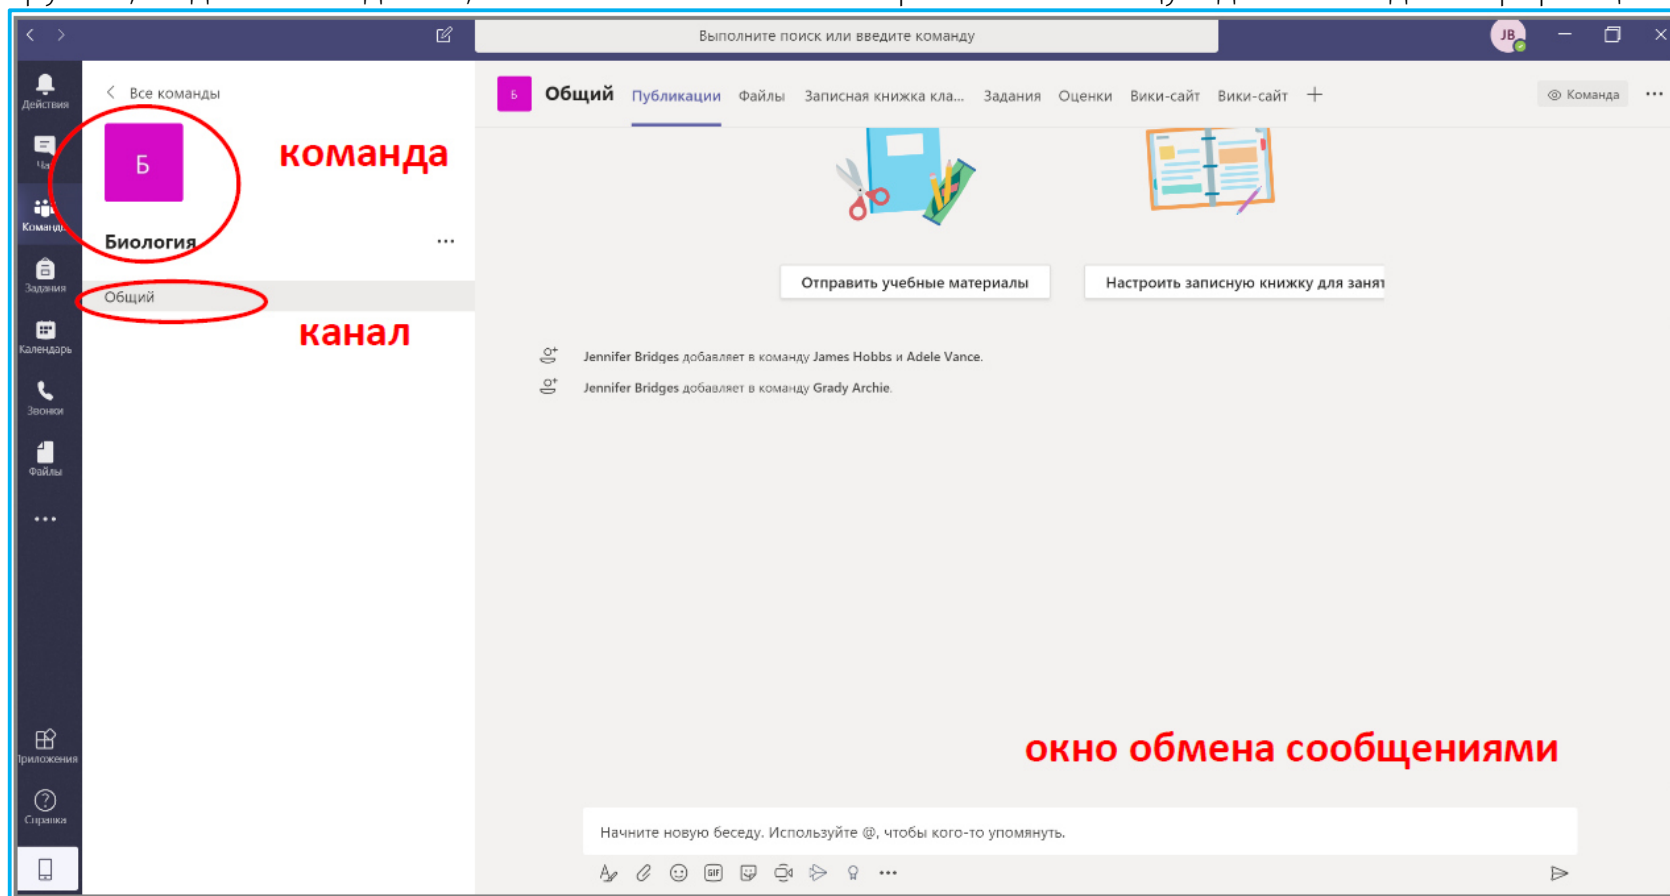 Выполните поиск или введите команду
JB
Действия
Все команды
Б
команда
Биология
Общий
канал
Задания
Календарь
Звонки
Файлы
Приложения
Справка
Б Общий Публикации Файлы Записная книжка кла... Задания Оценки Вики-сайт Вики-сайт
Команда
Отправить учебные материалы
Настроить записную книжку для занят
Jennifer Bridges добавляет в команду James Hobbs и Adele Vance.
Jennifer Bridges добавляет в команду Grady Archie.
окно обмена сообщениями
Начните новую беседу. Используйте @, чтобы кого-то упомянуть.
GIF